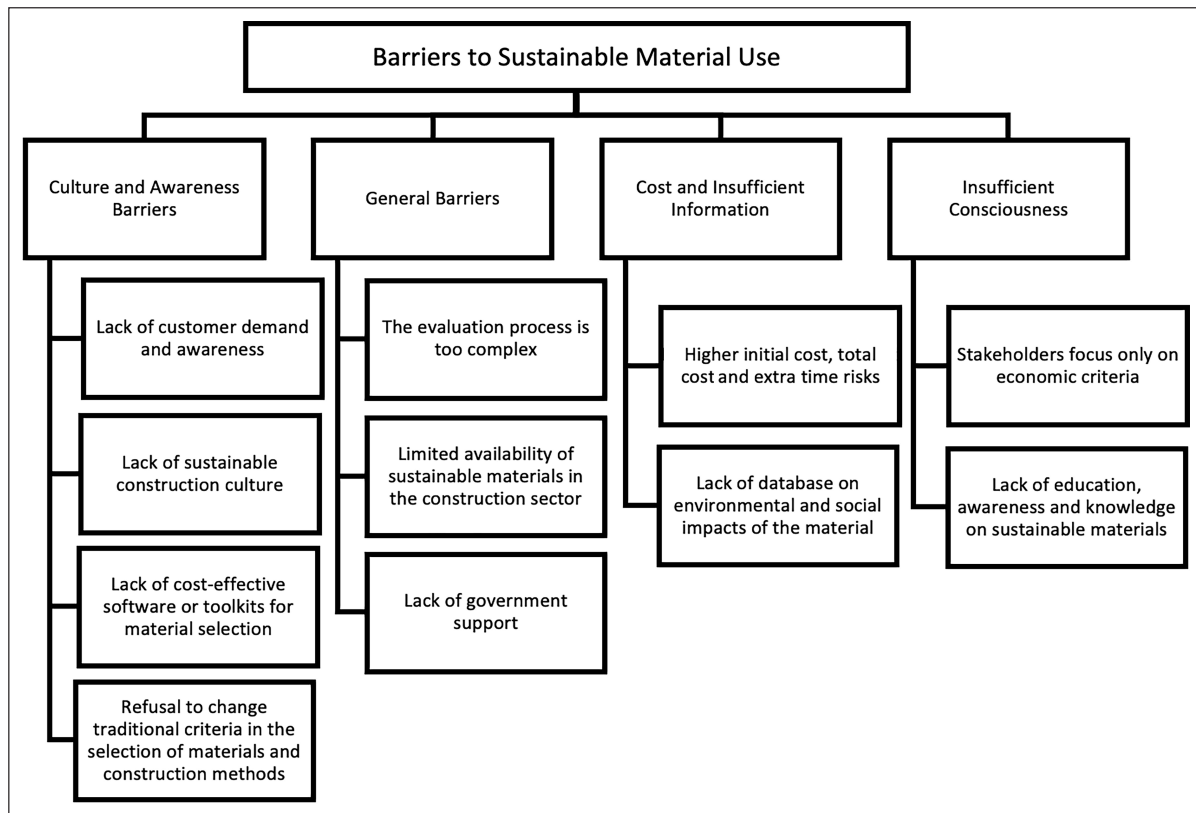 Barriers to Sustainable Material Use
Culture and Awareness
Barriers
Lack of customer demand
and awareness
Lack of sustainable
construction culture
Lack of cost-effective
software or toolkits for
material selection
Refusal to change
traditional criteria in the
selection of materials and
construction methods
General Barriers
The evaluation process is
too complex
Limited availability of
sustainable materials in
the construction sector
Lack of government
support
Cost and Insufficient
Information
Higher initial cost, total
cost and extra time risks
Lack of database on
environmental and social
impacts of the material
Insufficient
Consciousness
Stakeholders focus only on
economic criteria
Lack of education,
awareness and knowledge
on sustainable materials